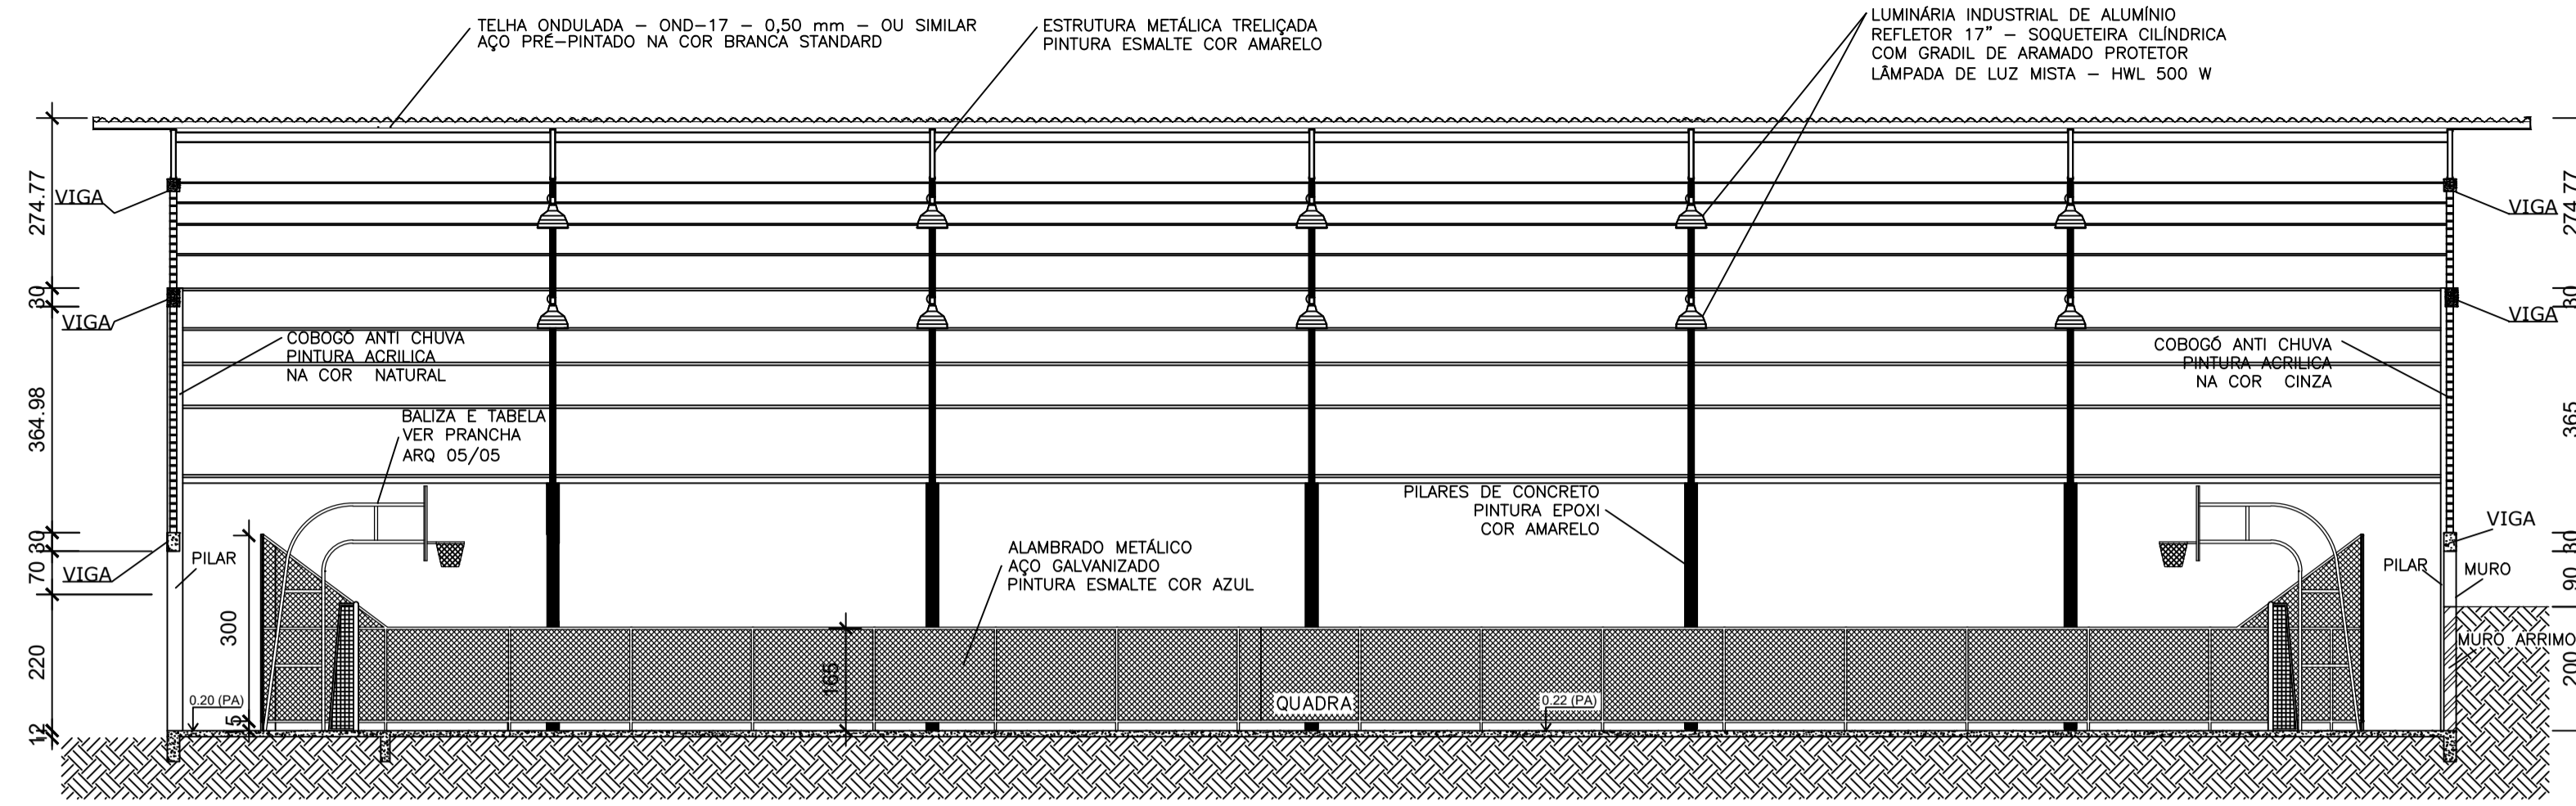 TELHA ONDULADA – OND–17 – 0,50 mm – OU SIMILAR
AÇO PRÉ–PINTADO NA COR BRANCA STANDARD
ESTRUTURA METÁLICA TRELIÇADA
PINTURA ESMALTE COR AMARELO
LUMINÁRIA INDUSTRIAL DE ALUMÍNIO
REFLETOR 17" – SOQUETEIRA CILÍNDRICA
COM GRADIL DE ARAMADO PROTETOR
LÂMPADA DE LUZ MISTA – HWL 500 W
274.77
30
364.98
30
70
220
12
VIGA
VIGA
VIGA
COBOGÓ ANTI CHUVA
PINTURA ACRILICA
NA COR NATURAL
BALIZA E TABELA
VER PRANCHA
ARQ 05/05
PILAR
300
0.20 (PA)
5
ALAMBRADO METÁLICO
AÇO GALVANIZADO
PINTURA ESMALTE COR AZUL
165
QUADRA
PILARES DE CONCRETO
PINTURA EPOXI
COR AMARELO
0.22 (PA)
COBOGÓ ANTI CHUVA
PINTURA ACRILICA
NA COR CINZA
VIGA
VIGA
VIGA
PILAR
MURO
MURO ARRIMO
274.77
30
365
30
90
200